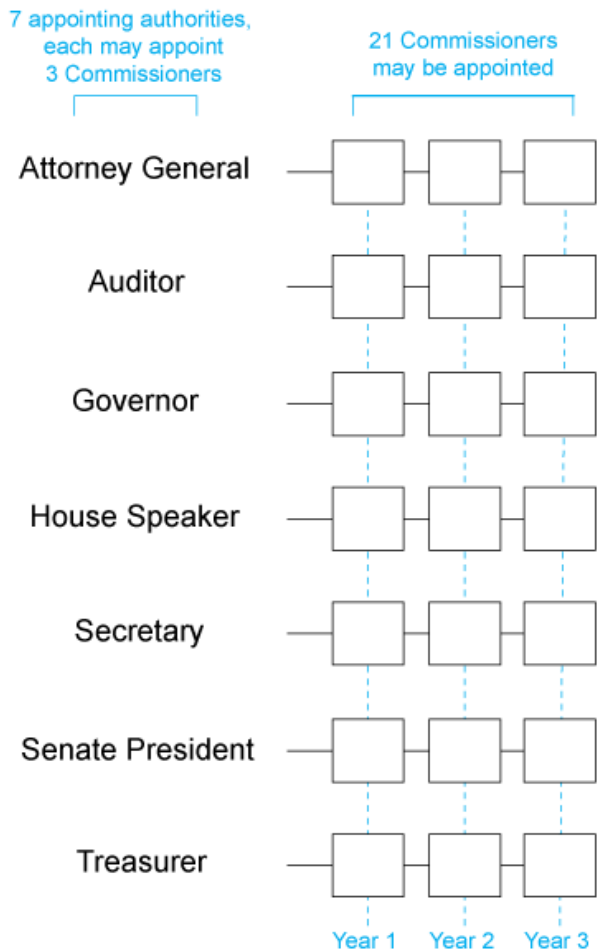 7 appointing authorities,
each may appoint
3 Commissioners
21 Commissioners
may be appointed
Attorney General
Auditor
Governor
House Speaker
Secretary
Senate President
Treasurer
Year 1 Year 2 Year 3